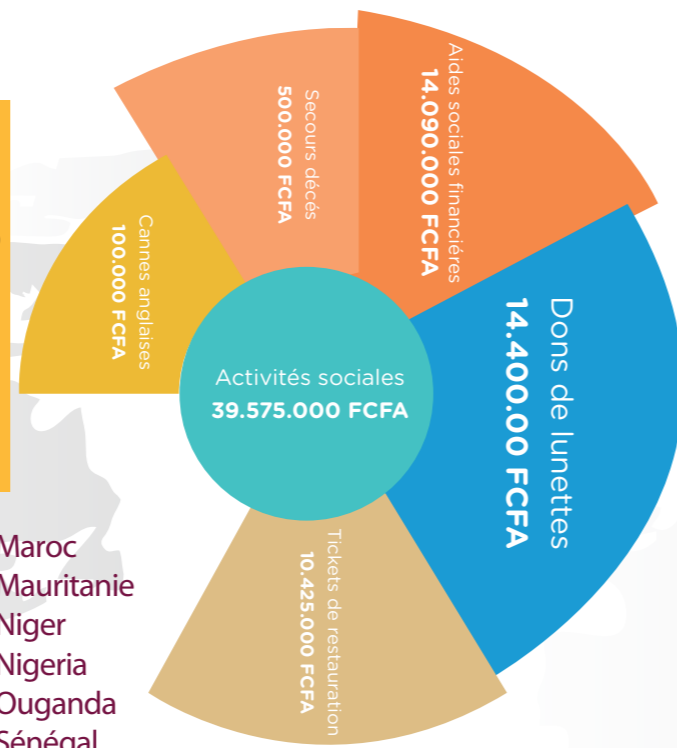 Aides sociales financiéres
14.090.000 FCFA
Secours décés
500.000 FCFA
Cannes anglaises
100.000 FCFA
Dons de lunettes
14.400.00 FCFA
Activités sociales
39.575.000 FCFA
Tickets de restauration
10.425.000 FCFA
Maroc
Mauritanie
Niger
Nigeria
Ouganda
Sénégal